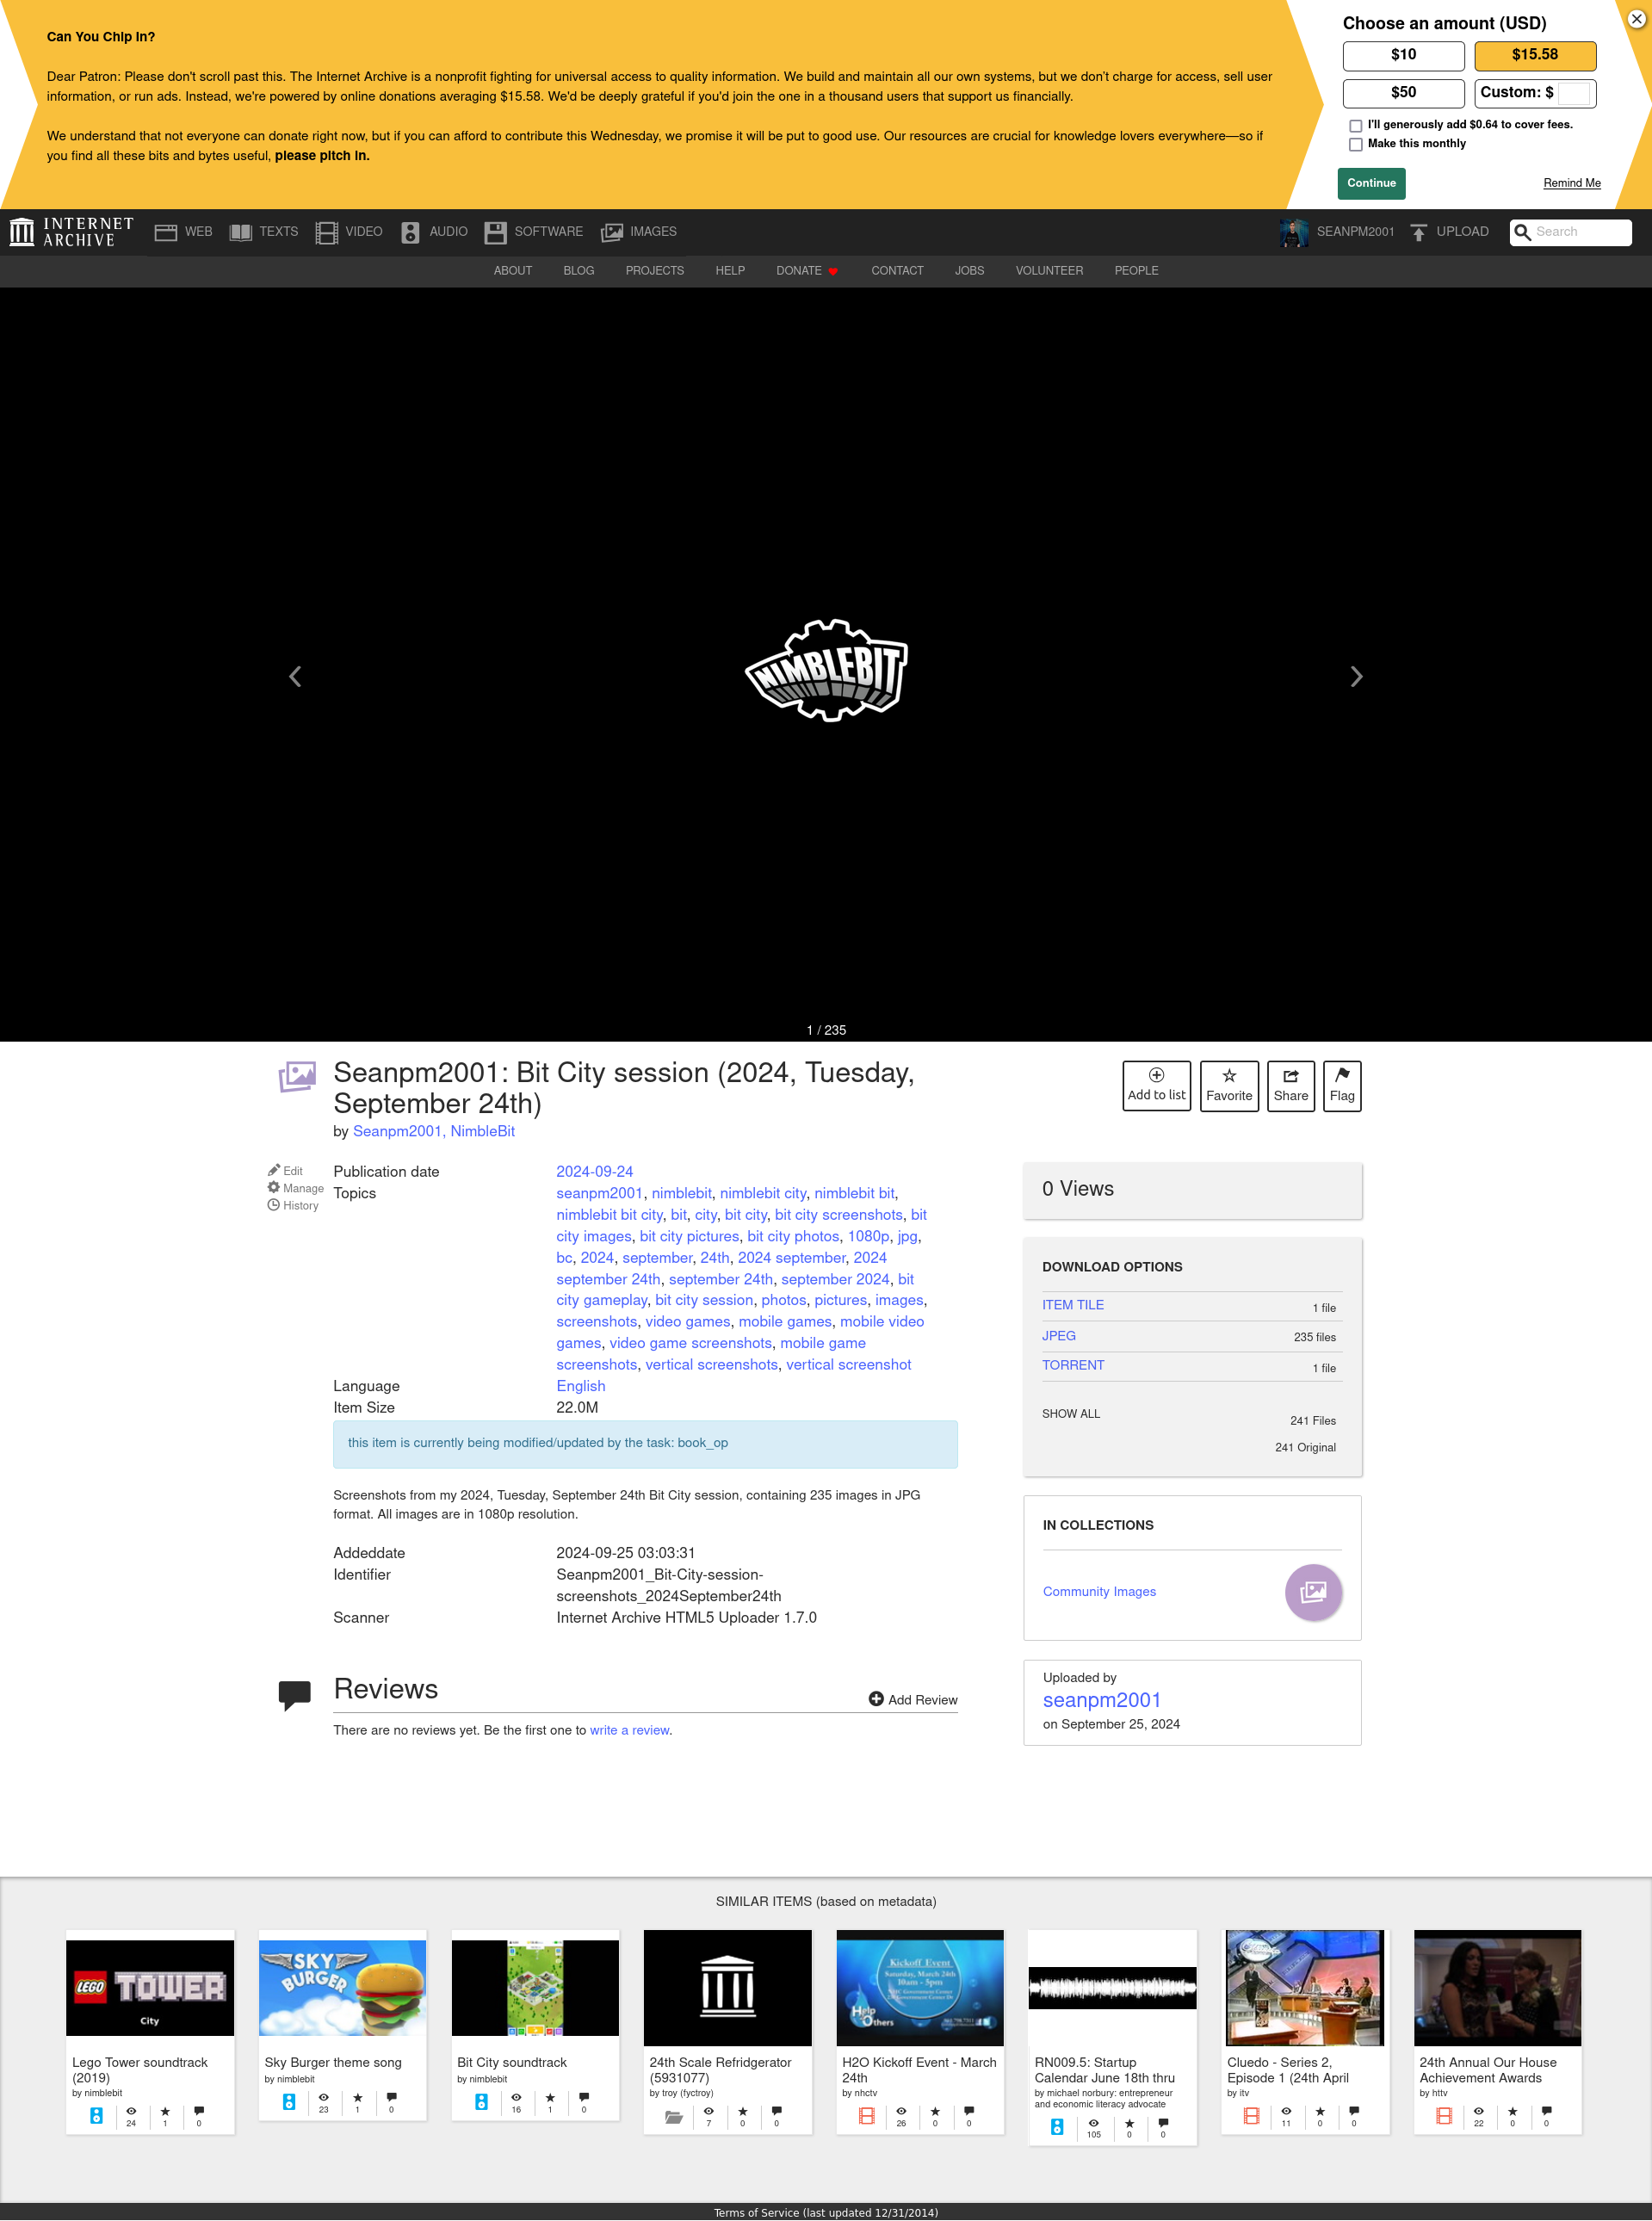 Can You Chip In?
Dear Patron: Please don't scroll past this. The Internet Archive is a nonprofit fighting for universal access to quality information. We build and maintain all our own systems, but we don't charge for access, sell user
information, or run ads. Instead, we're powered by online donations averaging $15.58. We'd be deeply grateful if you'd join the one in a thousand users that support us financially.
We understand that not everyone can donate right now, but if you can afford to contribute this Wednesday, we promise it will be put to good use. Our resources are crucial for knowledge lovers everywhere—so if
you find all these bits and bytes useful, please pitch in.
Choose an amount (USD)
$10
$15.58
$50
Custom: $
I'll generously add $0.64 to cover fees.
Make this monthly
Continue
Remind Me
INTERNET
ARCHIVE
WEB
TEXTS
VIDEO
AUDIO
SOFTWARE
IMAGES
SEANPM2001
UPLOAD
Search
ABOUT
BLOG
PROJECTS
HELP
DONATE
CONTACT
JOBS
VOLUNTEER
PEOPLE
NIMBLEBIT
1 / 235
Seanpm2001: Bit City session (2024, Tuesday,
September 24th)
by Seanpm2001, NimbleBit
Add to list
Favorite
Share
Flag
Edit
Manage
History
Publication date 2024-09-24
Topics seanpm2001, nimblebit, nimblebit city, nimblebit bit,
nimblebit bit city, bit, city, bit city, bit city screenshots, bit
city images, bit city pictures, bit city photos, 1080p, jpg,
bc, 2024, september, 24th, 2024 september, 2024
september 24th, september 24th, september 2024, bit
city gameplay, bit city session, photos, pictures, images,
screenshots, video games, mobile games, mobile video
games, video game screenshots, mobile game
screenshots, vertical screenshots, vertical screenshot
Language English
Item Size 22.0M
this item is currently being modified/updated by the task: book_op
Screenshots from my 2024, Tuesday, September 24th Bit City session, containing 235 images in JPG
format. All images are in 1080p resolution.
Addeddate 2024-09-25 03:03:31
Identifier Seanpm2001_Bit-City-session-
screenshots_2024September24th
Scanner Internet Archive HTML5 Uploader 1.7.0
Reviews
Add Review
There are no reviews yet. Be the first one to write a review.
0 Views
DOWNLOAD OPTIONS
ITEM TILE 1 file
JPEG 235 files
TORRENT 1 file
SHOW ALL 241 Files
241 Original
IN COLLECTIONS
Community Images
Uploaded by
seanpm2001
on September 25, 2024
SIMILAR ITEMS (based on metadata)
LEGO TOWER
City
Lego Tower soundtrack
(2019)
by nimblebit
24 1 0
SKY
BURGER
Sky Burger theme song
by nimblebit
23 1 0
Bit City soundtrack
by nimblebit
16 1 0
24th Scale Refridgerator
(5931077)
by troy (fyctroy)
7 0 0
Kickoff Event
Saturday, March 24th
10am - 5pm
Help
Others
H2O Kickoff Event - March
24th
by nhctv
26 0 0
RN009.5: Startup
Calendar June 18th thru
by michael norbury: entrepreneur
and economic literacy advocate
105 0 0
Cluedo - Series 2,
Episode 1 (24th April
by itv
11 0 0
24th Annual Our House
Achievement Awards
by httv
22 0 0
Terms of Service (last updated 12/31/2014)